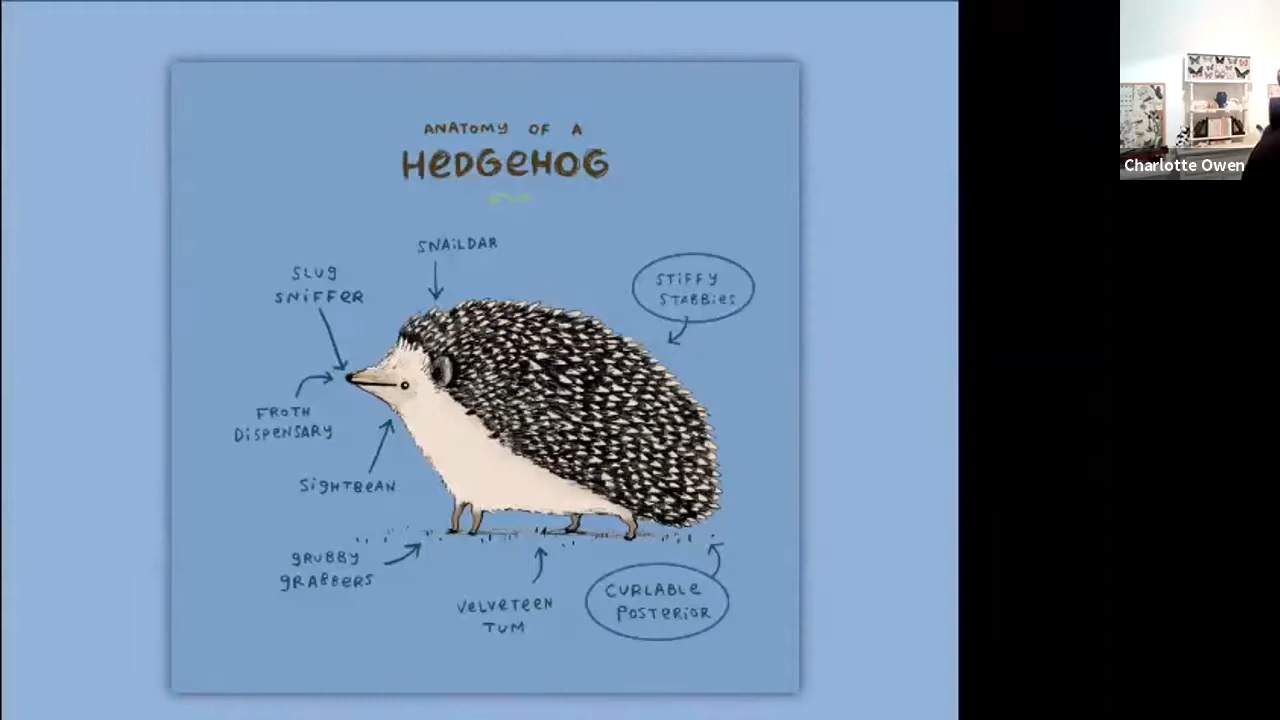 ANATOMY OF A
HEDGEHOG
SNAILDAR
SLUG
SNIFFER
STIFFY
STABBIES
FROTH
DISPENSARY
SIGHTBEAN
GRUBBY
GRABBERS
VELVETEEN
TUM
CURLABLE
POSTERIOR
Charlotte Owen